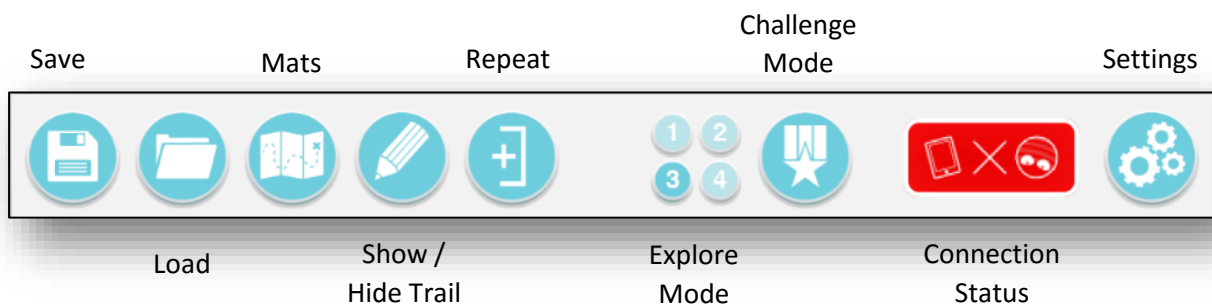 Challenge
Save
Mats
Repeat
Mode
Settings
1 2
3 4
Load
Show /
Hide Trail
Explore
Mode
Connection
Status